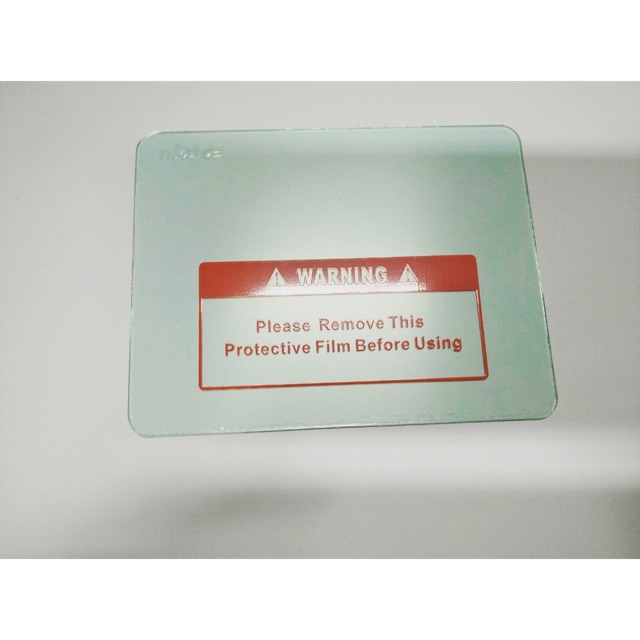 WARNING
Please Remove This
Protective Film Before Using